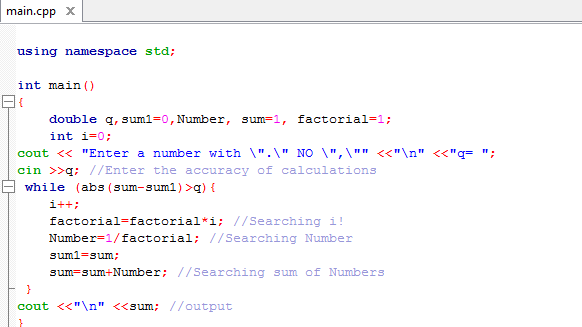 main.cpp X
using namespace std;
int main()
{
double q,sum1=0,Number, sum=1, factorial=1;
int i=0;
cout << "Enter a number with \".\" NO \",\"" <<"\n" <<"q= ";
cin >>q; //Enter the accuracy of calculations
while (abs(sum-sum1)>q){
i++;
factorial=factorial*i; //Searching i!
Number=1/factorial; //Searching Number
sum1=sum;
sum=sum+Number; //Searching sum of Numbers
}
cout <<"\n" <<sum; //output
}